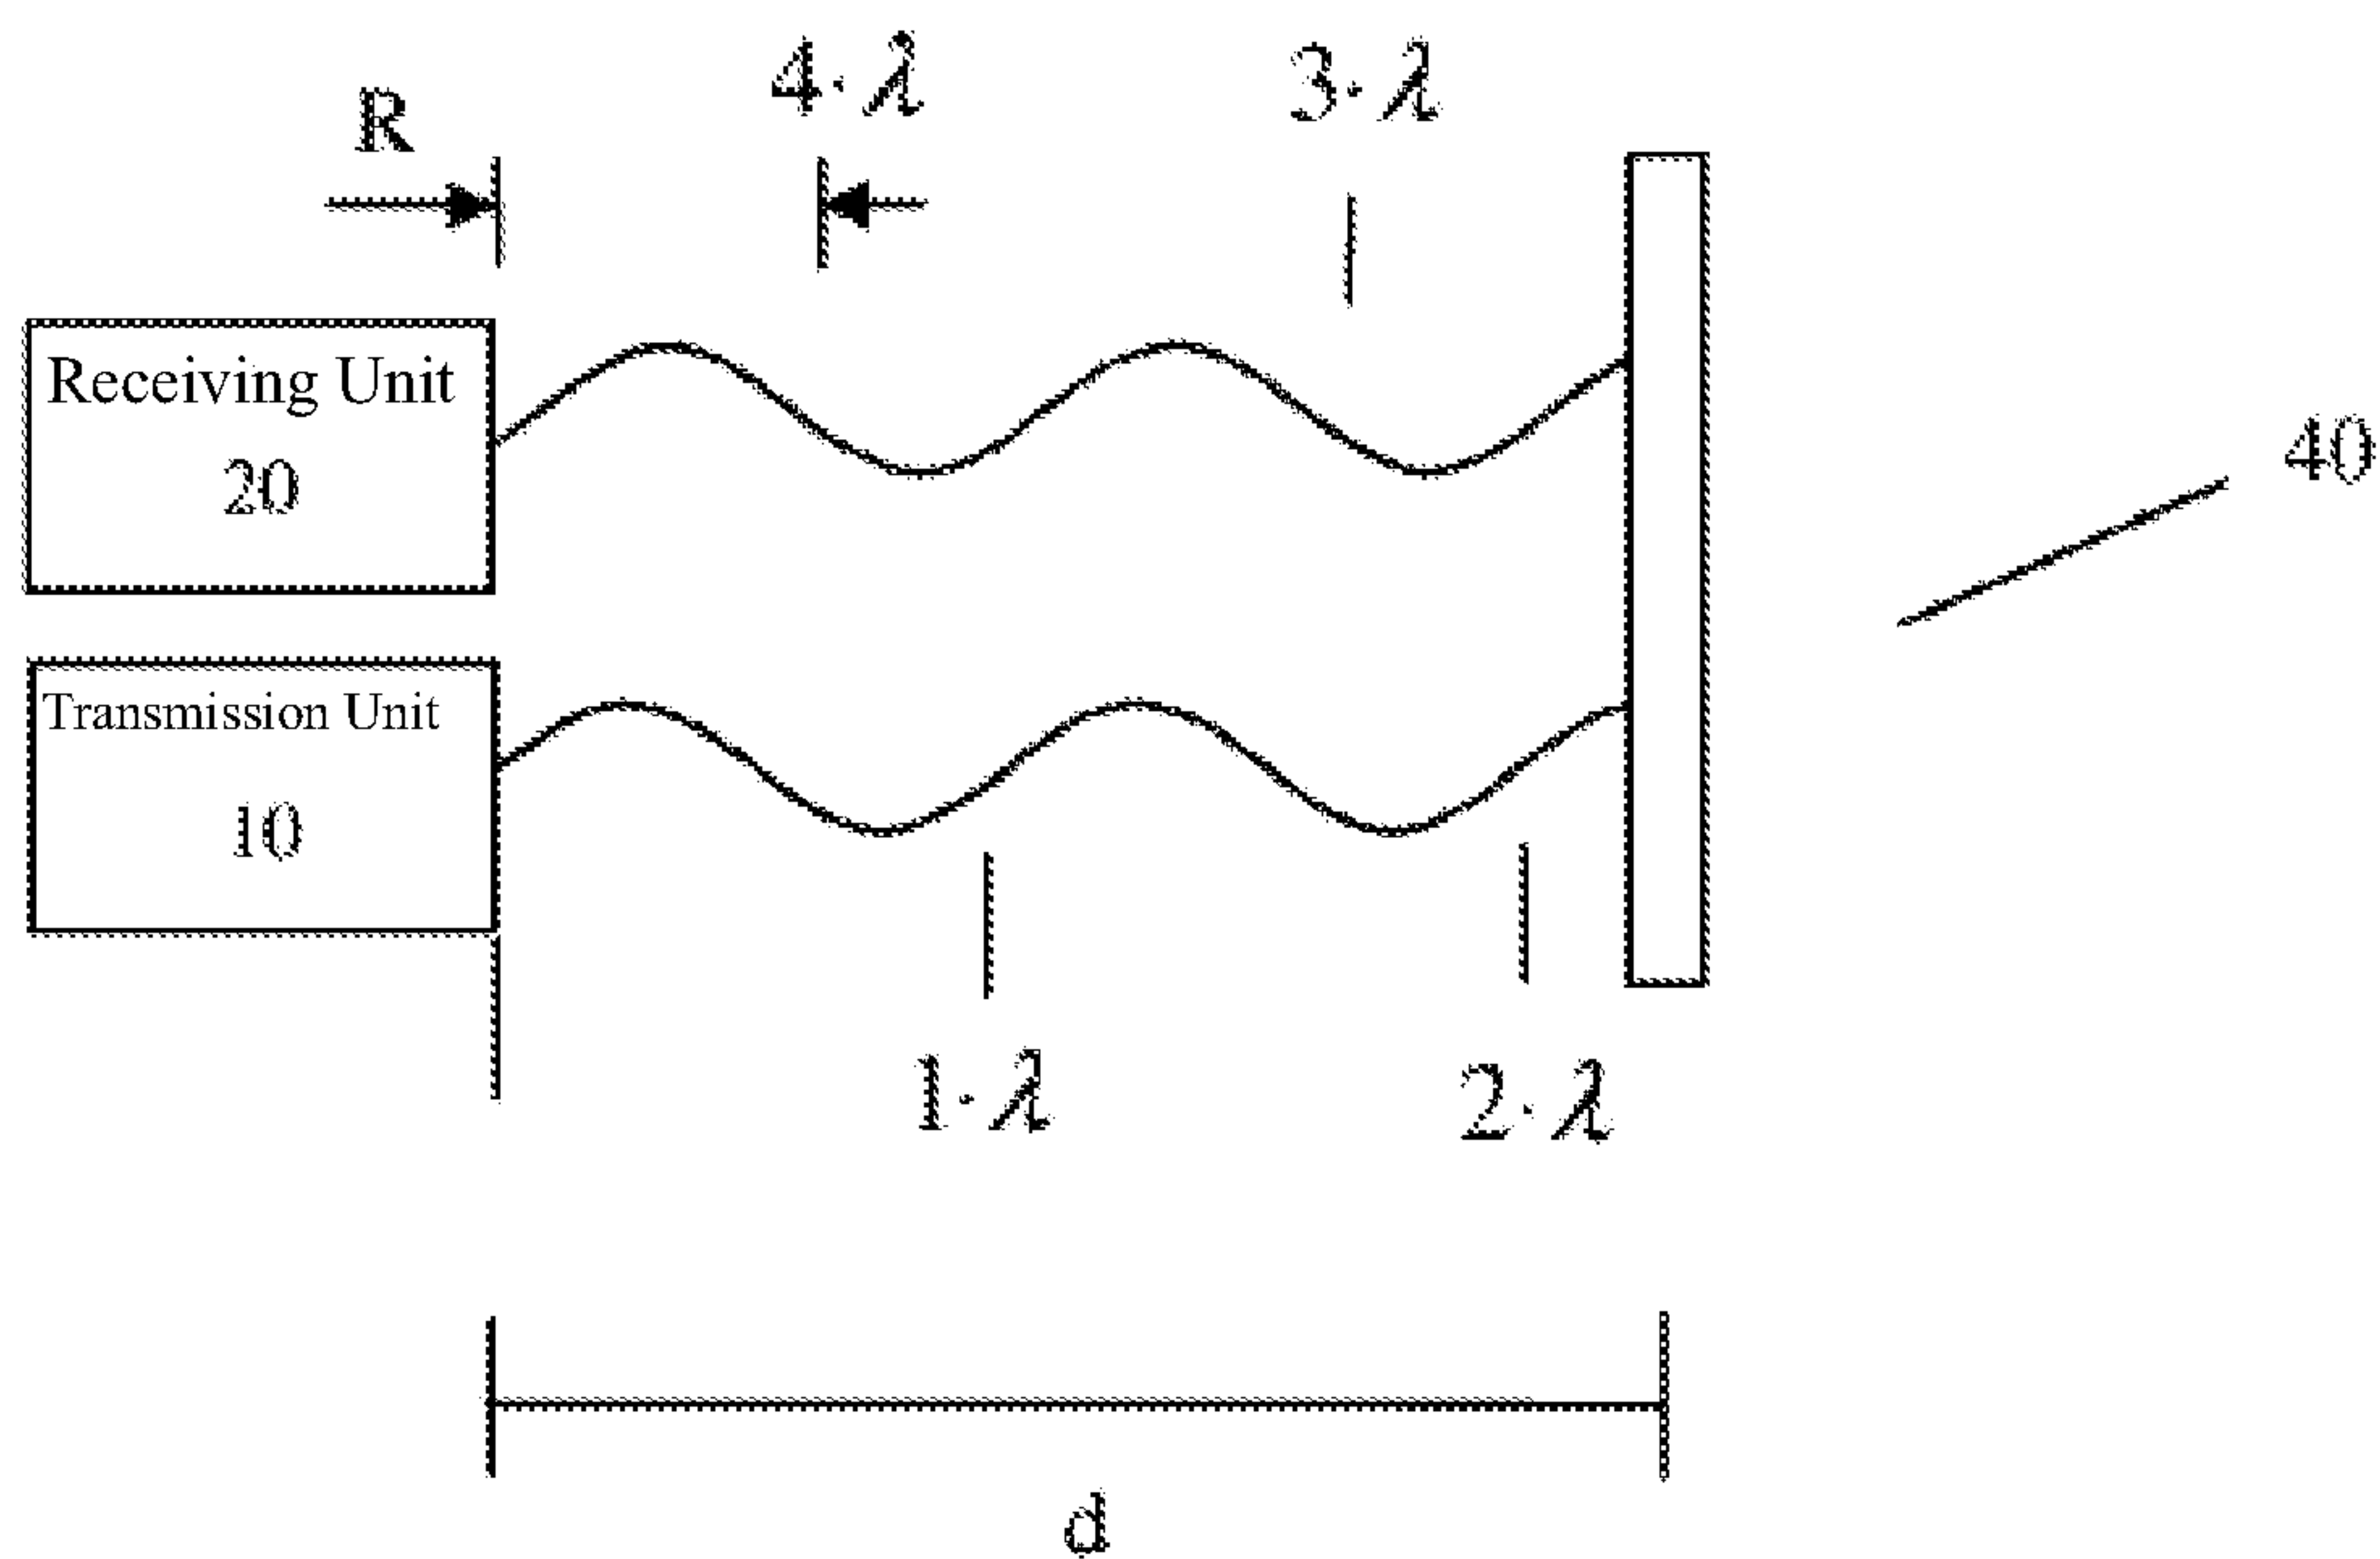 R
4·λ
3·λ
Receiving Unit
20
40
Transmission Unit
10
1·λ
2·λ
d